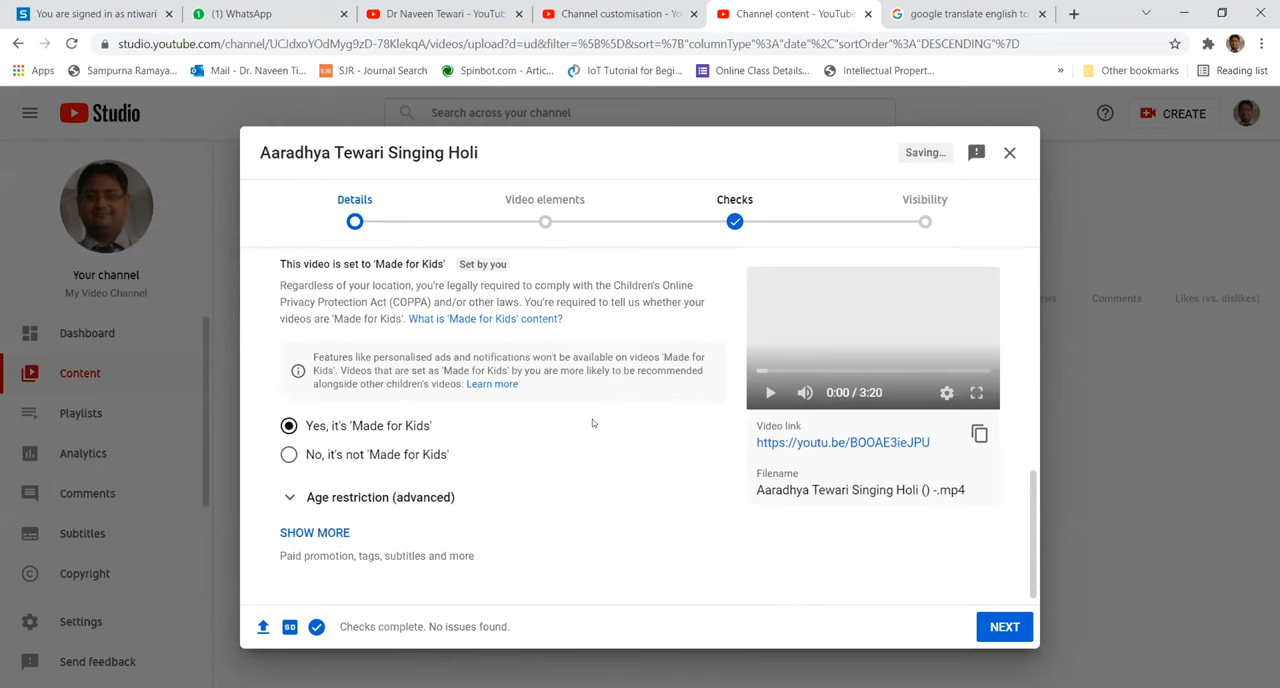 You are signed in as ntiwari
(1) WhatsApp
Dr Naveen Tewari - YouTub
Channel customisation - Yo
Channel content - YouTube
google translate english to
studio.youtube.com/channel/UCJdxoYOdMyg9zD-78KlekqA/videos/upload?d=ud&filter=%5B%5D&sort=%7B"columnType"%3A"date"%2C"sortOrder"%3A"DESCENDING"%7D
Apps
Sampurna Ramaya...
Mail - Dr. Naveen Ti...
SJR - Journal Search
Spinbot.com - Artic...
IoT Tutorial for Begi...
Online Class Details...
Intellectual Propert...
»
Other bookmarks
Reading list
Studio
Search across your channel
CREATE
Aaradhya Tewari Singing Holi
Saving...
Details
Video elements
Checks
Visibility
Your channel
My Video Channel
Dashboard
Content
Playlists
Analytics
Comments
Subtitles
Copyright
Settings
Send feedback
This video is set to 'Made for Kids' Set by you
Regardless of your location, you're legally required to comply with the Children's Online
Privacy Protection Act (COPPA) and/or other laws. You're required to tell us whether your
videos are 'Made for Kids'. What is 'Made for Kids' content?
Features like personalised ads and notifications won't be available on videos 'Made for
Kids'. Videos that are set as 'Made for Kids' by you are more likely to be recommended
alongside other children's videos. Learn more
Yes, it's 'Made for Kids'
No, it's not 'Made for Kids'
Age restriction (advanced)
SHOW MORE
Paid promotion, tags, subtitles and more
0:00 / 3:20
Video link
https://youtu.be/BOOAE3ieJPU
Filename
Aaradhya Tewari Singing Holi () -.mp4
Comments
Likes (vs. dislikes)
Checks complete. No issues found.
NEXT